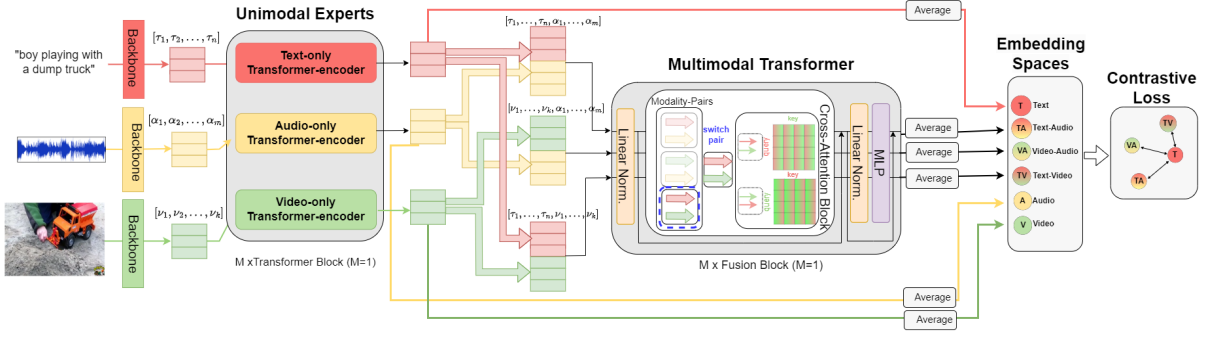 Unimodal Experts
"boy playing with
a dump truck"
Backbone
[τ1, τ2, . . . , τn]
Text-only
Transformer-encoder
Backbone
[α1, α2, . . . , αm]
Audio-only
Transformer-encoder
Backbone
[ν1, ν2, . . . , νk]
Video-only
Transformer-encoder
M xTransformer Block (M=1)
[τ1, . . . , τn, α1, . . . , αm]
[ν1, . . . , νk, α1, . . . , αm]
[τ1, . . . , τn, ν1, . . . , νk]
Multimodal Transformer
Linear Norm.
Modality-Pairs
switch
pair
key
query
key
query
Cross-Attention Block
Linear Norm.
MLP
M x Fusion Block (M=1)
Average
Average
Average
Average
Average
Average
Embedding
Spaces
T Text
TA Text-Audio
VA Video-Audio
TV Text-Video
A Audio
V Video
Contrastive
Loss
TV
VA
T
TA